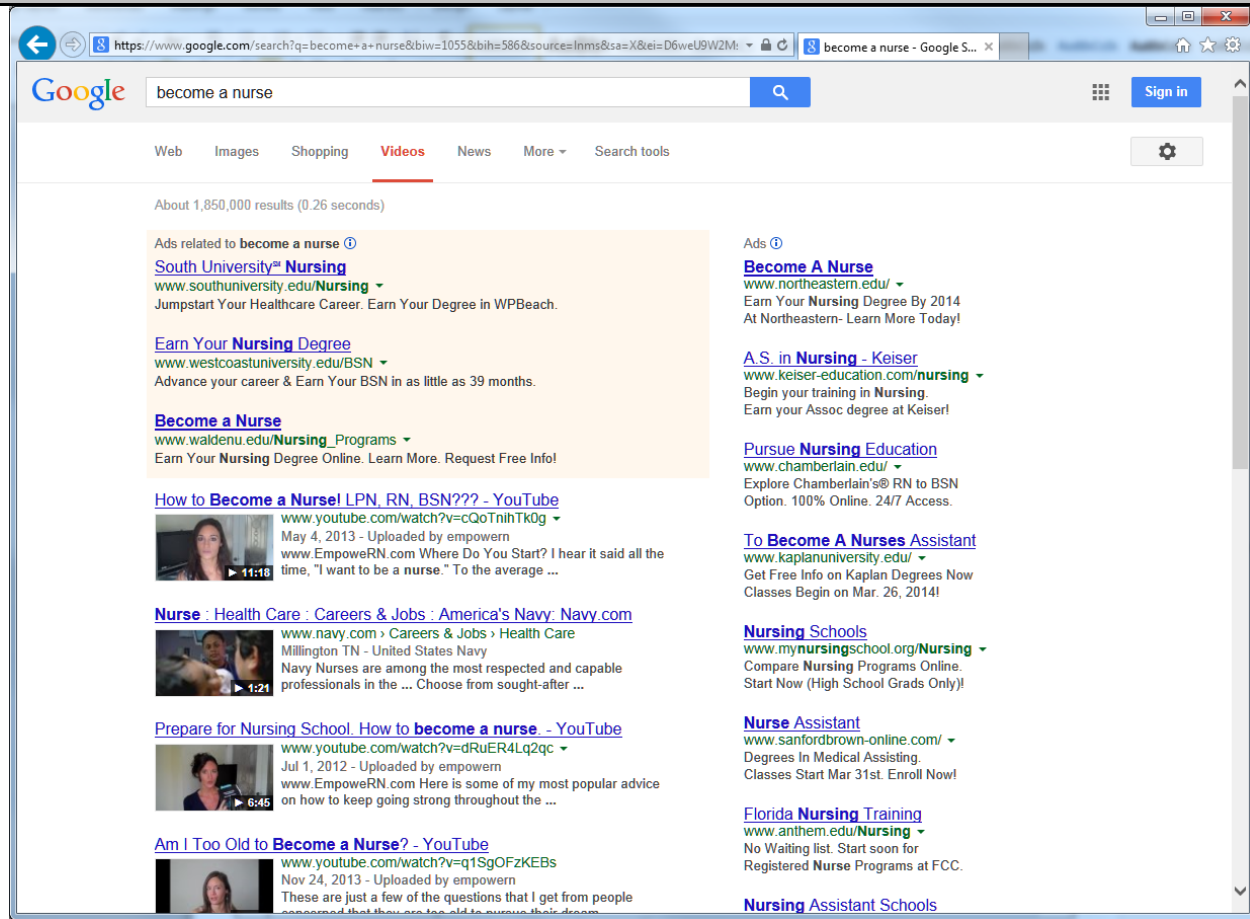 https://www.google.com/search?q=become+a+nurse&biw=1055&bih=586&source=lnms&sa=X&ei=D6weU9W2M
become a nurse - Google S...
Google
become a nurse
Sign in
Web Images Shopping Videos News More Search tools
About 1,850,000 results (0.26 seconds)
Ads related to become a nurse
South University℠ Nursing
www.southuniversity.edu/Nursing
Jumpstart Your Healthcare Career. Earn Your Degree in WPBeach.
Earn Your Nursing Degree
www.westcoastuniversity.edu/BSN
Advance your career & Earn Your BSN in as little as 39 months.
Become a Nurse
www.waldenu.edu/Nursing_Programs
Earn Your Nursing Degree Online. Learn More. Request Free Info!
How to Become a Nurse! LPN, RN, BSN??? - YouTube
www.youtube.com/watch?v=cQoTnihTk0g
May 4, 2013 - Uploaded by empowern
www.EmpoweRN.com Where Do You Start? I hear it said all the
11:18
time, "I want to be a nurse." To the average ...
Nurse : Health Care : Careers & Jobs : America's Navy: Navy.com
www.navy.com › Careers & Jobs › Health Care
Millington TN - United States Navy
Navy Nurses are among the most respected and capable
1:21
professionals in the ... Choose from sought-after ...
Prepare for Nursing School. How to become a nurse. - YouTube
www.youtube.com/watch?v=dRuER4Lq2qc
Jul 1, 2012 - Uploaded by empowern
www.EmpoweRN.com Here is some of my most popular advice
6:45
on how to keep going strong throughout the ...
Am I Too Old to Become a Nurse? - YouTube
www.youtube.com/watch?v=q1SgOFzKEBs
Nov 24, 2013 - Uploaded by empowern
These are just a few of the questions that I get from people
concerned that they are too old to pursue their dream
Ads
Become A Nurse
www.northeastern.edu/
Earn Your Nursing Degree By 2014
At Northeastern- Learn More Today!
A.S. in Nursing - Keiser
www.keiser-education.com/nursing
Begin your training in Nursing.
Earn your Assoc degree at Keiser!
Pursue Nursing Education
www.chamberlain.edu/
Explore Chamberlain's® RN to BSN
Option. 100% Online. 24/7 Access.
To Become A Nurses Assistant
www.kaplanuniversity.edu/
Get Free Info on Kaplan Degrees Now
Classes Begin on Mar. 26, 2014!
Nursing Schools
www.mynursingschool.org/Nursing
Compare Nursing Programs Online.
Start Now (High School Grads Only)!
Nurse Assistant
www.sanfordbrown-online.com/
Degrees In Medical Assisting.
Classes Start Mar 31st. Enroll Now!
Florida Nursing Training
www.anthem.edu/Nursing
No Waiting list. Start soon for
Registered Nurse Programs at FCC.
Nursing Assistant Schools